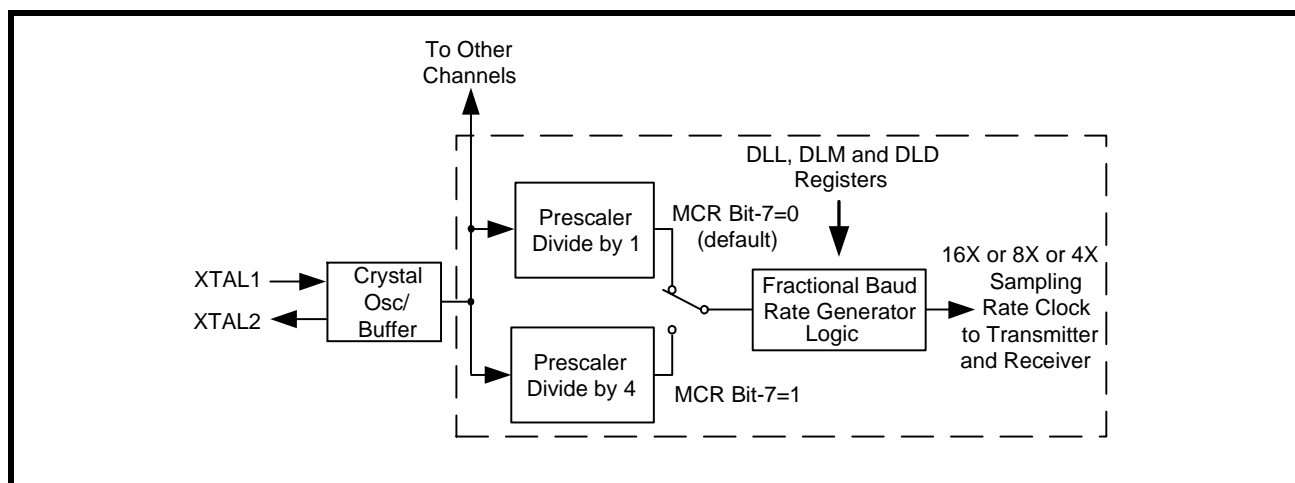 To Other
Channels
DLL, DLM and DLD
Registers
Prescaler
Divide by 1
MCR Bit-7=0
(default)
16X or 8X or 4X
Sampling
Rate Clock
to Transmitter
and Receiver
XTAL1
XTAL2
Crystal
Osc/
Buffer
Fractional Baud
Rate Generator
Logic
Prescaler
Divide by 4
MCR Bit-7=1